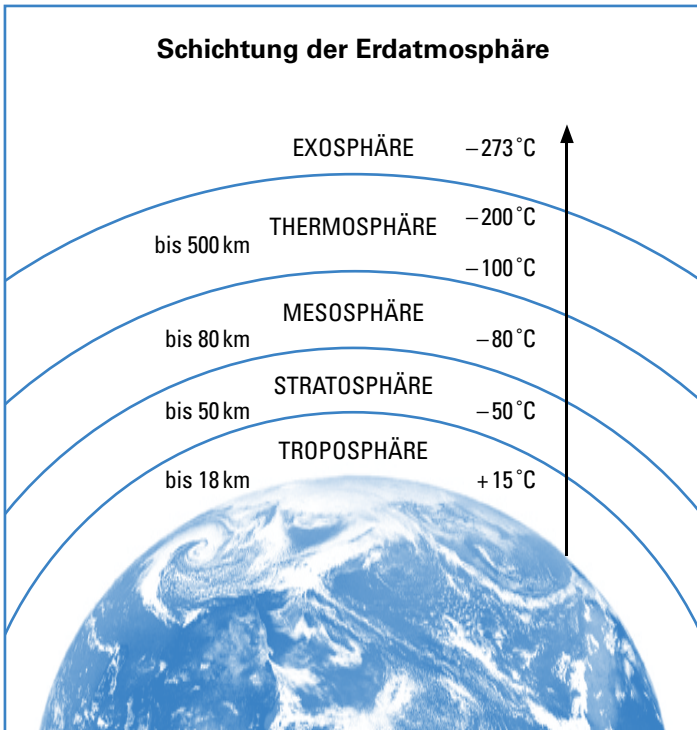 Schichtung der Erdatmosphäre
EXOSPHÄRE –273 °C
THERMOSPHÄRE –200 °C
bis 500 km
–100 °C
MESOSPHÄRE
bis 80 km –80 °C
STRATOSPHÄRE
bis 50 km –50 °C
TROPOSPHÄRE
bis 18 km +15 °C